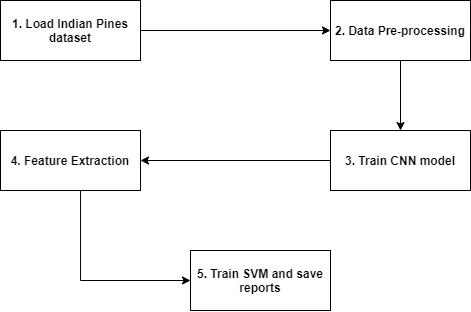 1. Load Indian Pines
dataset
2. Data Pre-processing
3. Train CNN model
4. Feature Extraction
5. Train SVM and save
reports